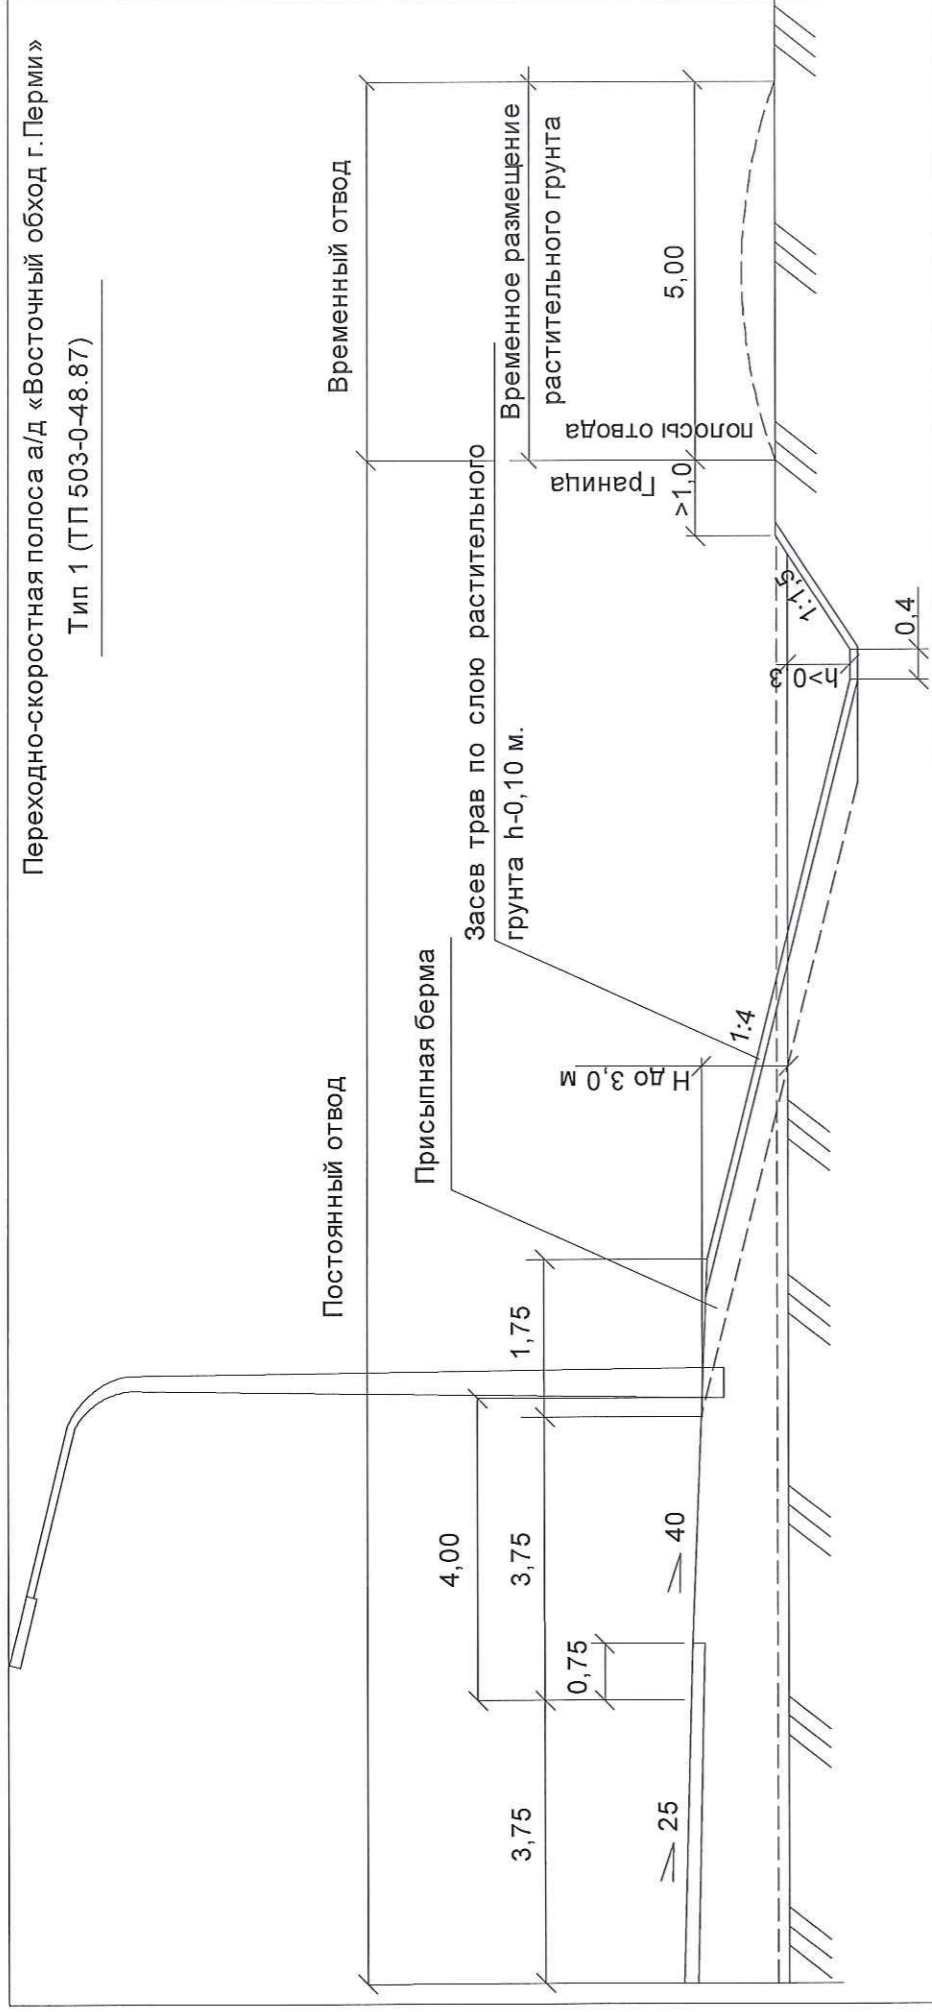 Переходно-скоростная полоса а/д «Восточный обход г.Перми»
Тип 1 (ТП 503-0-48.87)
Постоянный отвод
Временный отвод
Присыпная берма
Засев трав по слою растительного
грунта h-0,10 м.
Временное размещение
растительного грунта
Граница
полосы отвода
4,00
3,75
3,75
1,75
0,75
>1,0
5,00
25
40
Н до 3,0 м
1:4
h>0,3
1:1,5
0,4